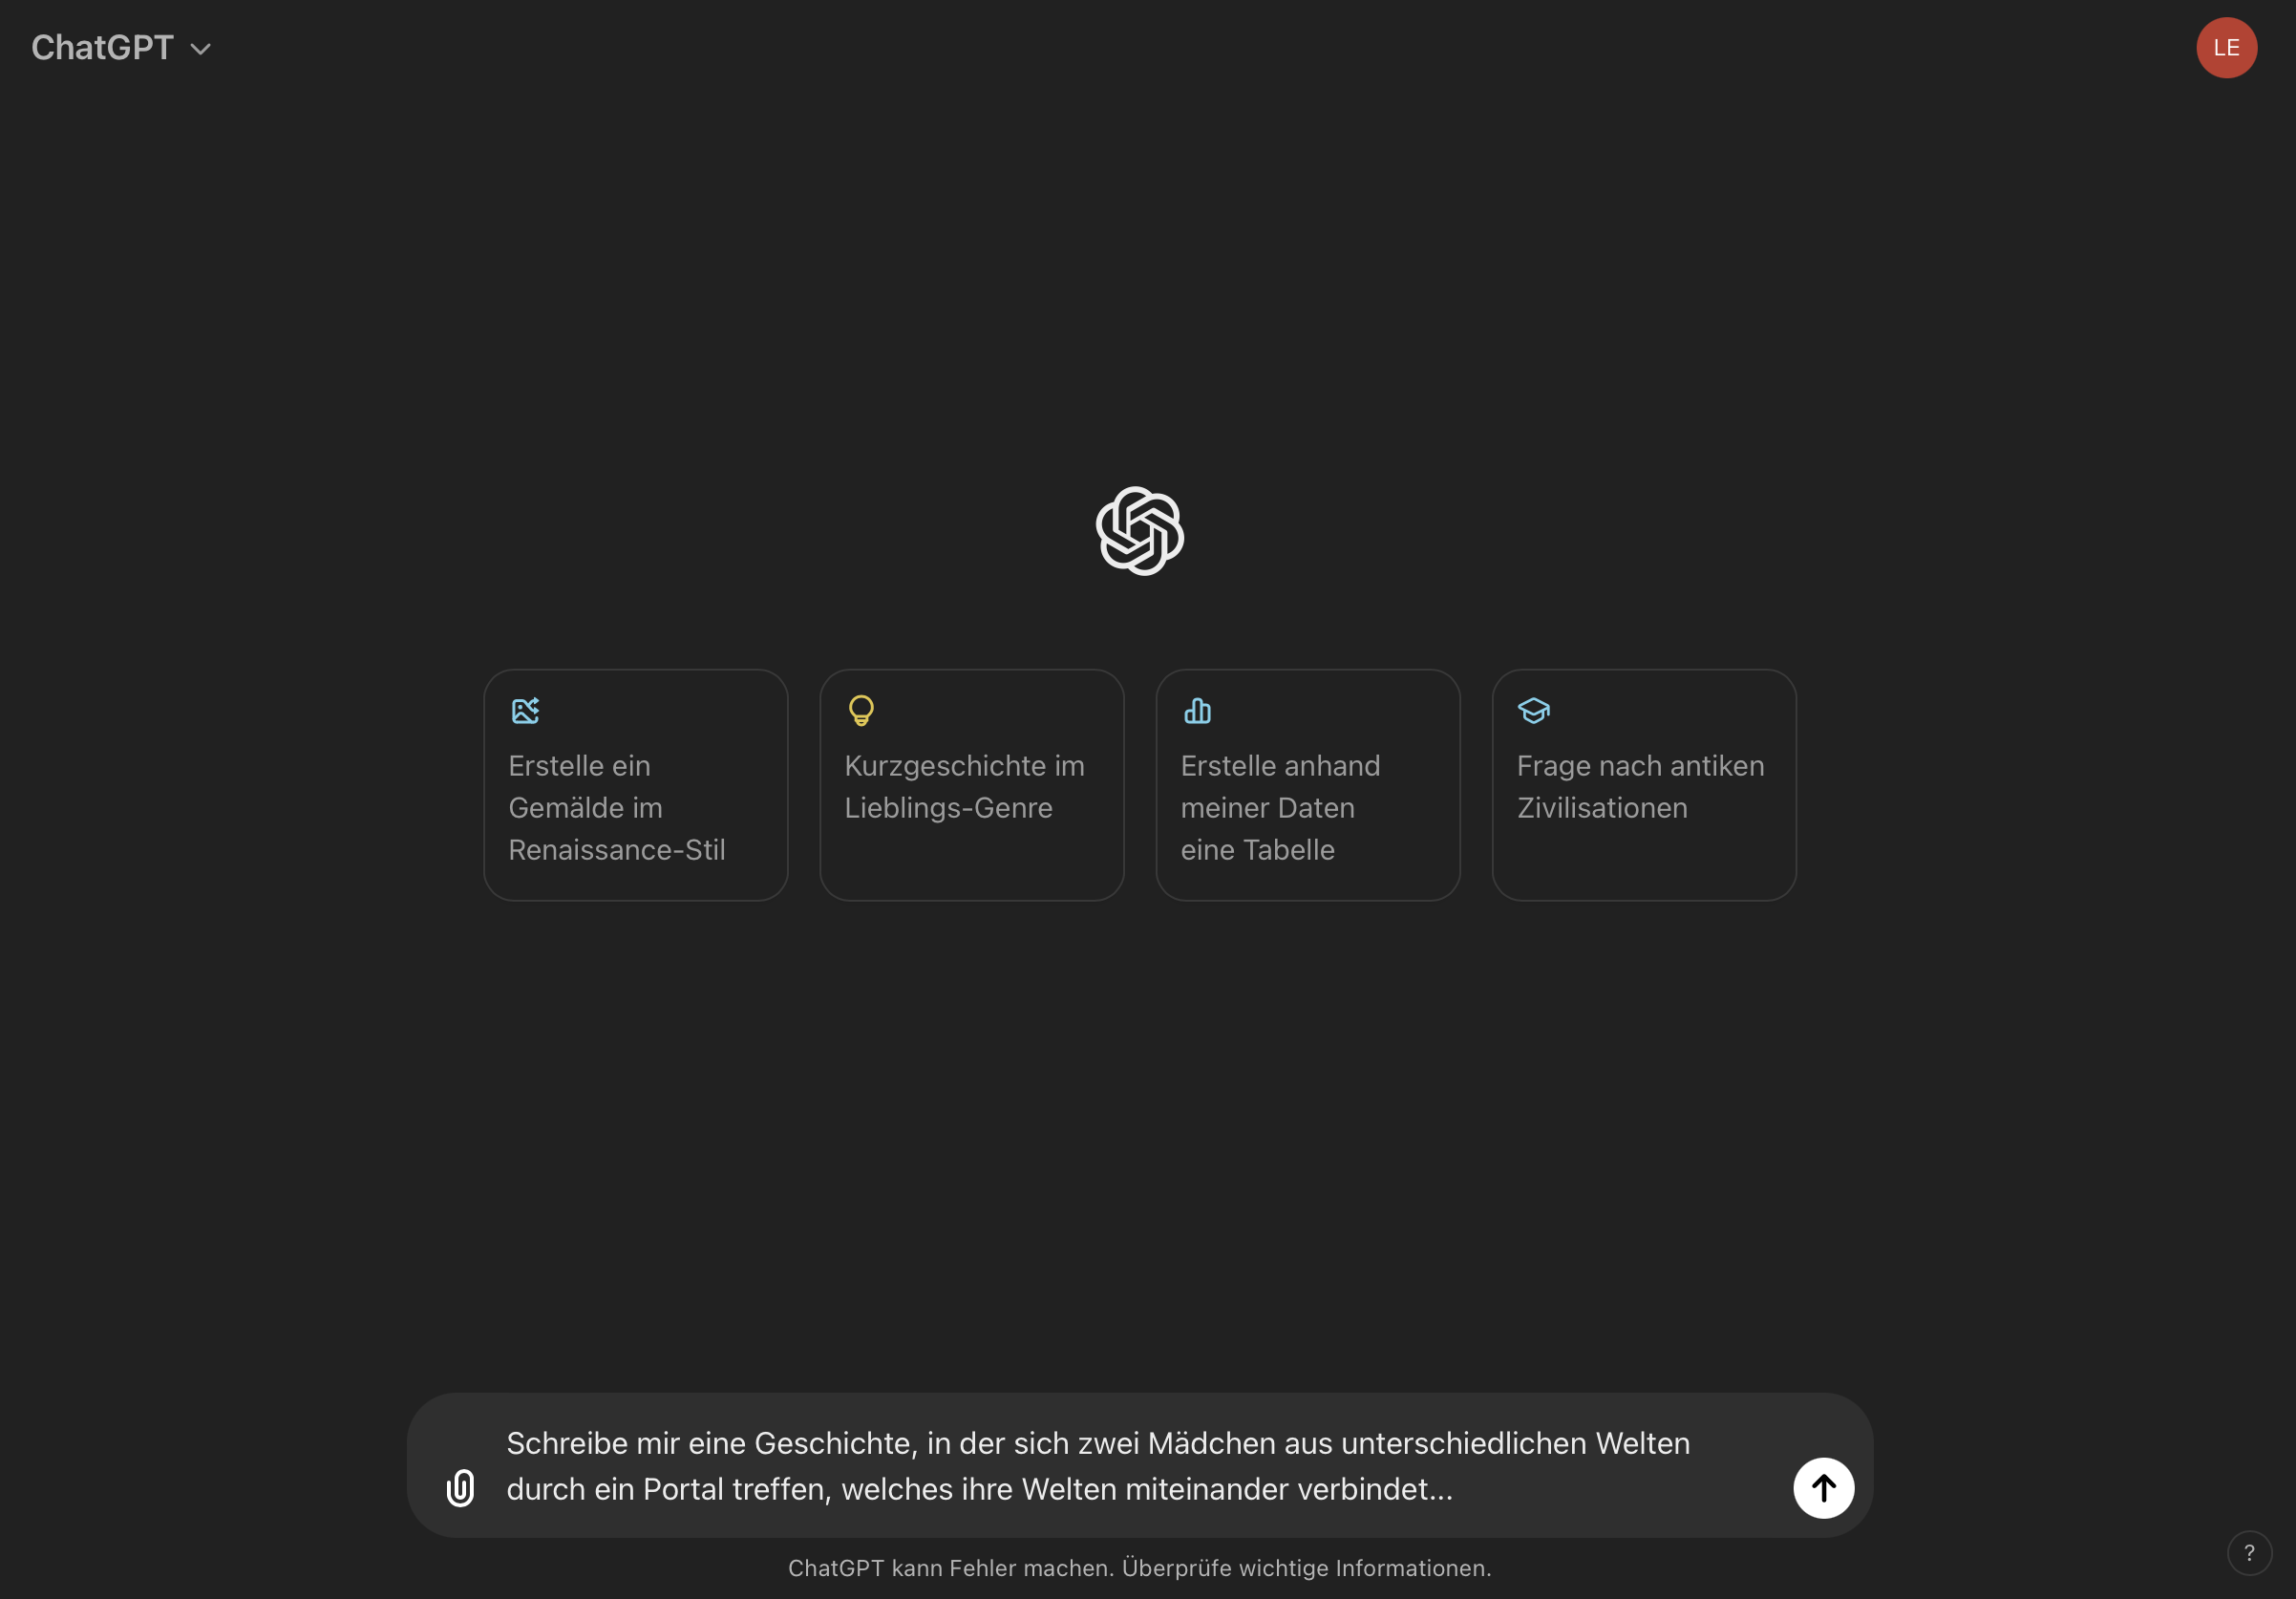 ChatGPT
LE
Erstelle ein
Gemälde im
Renaissance-Stil
Kurzgeschichte im
Lieblings-Genre
Erstelle anhand
meiner Daten
eine Tabelle
Frage nach antiken
Zivilisationen
Schreibe mir eine Geschichte, in der sich zwei Mädchen aus unterschiedlichen Welten
durch ein Portal treffen, welches ihre Welten miteinander verbindet...
ChatGPT kann Fehler machen. Überprüfe wichtige Informationen.
?